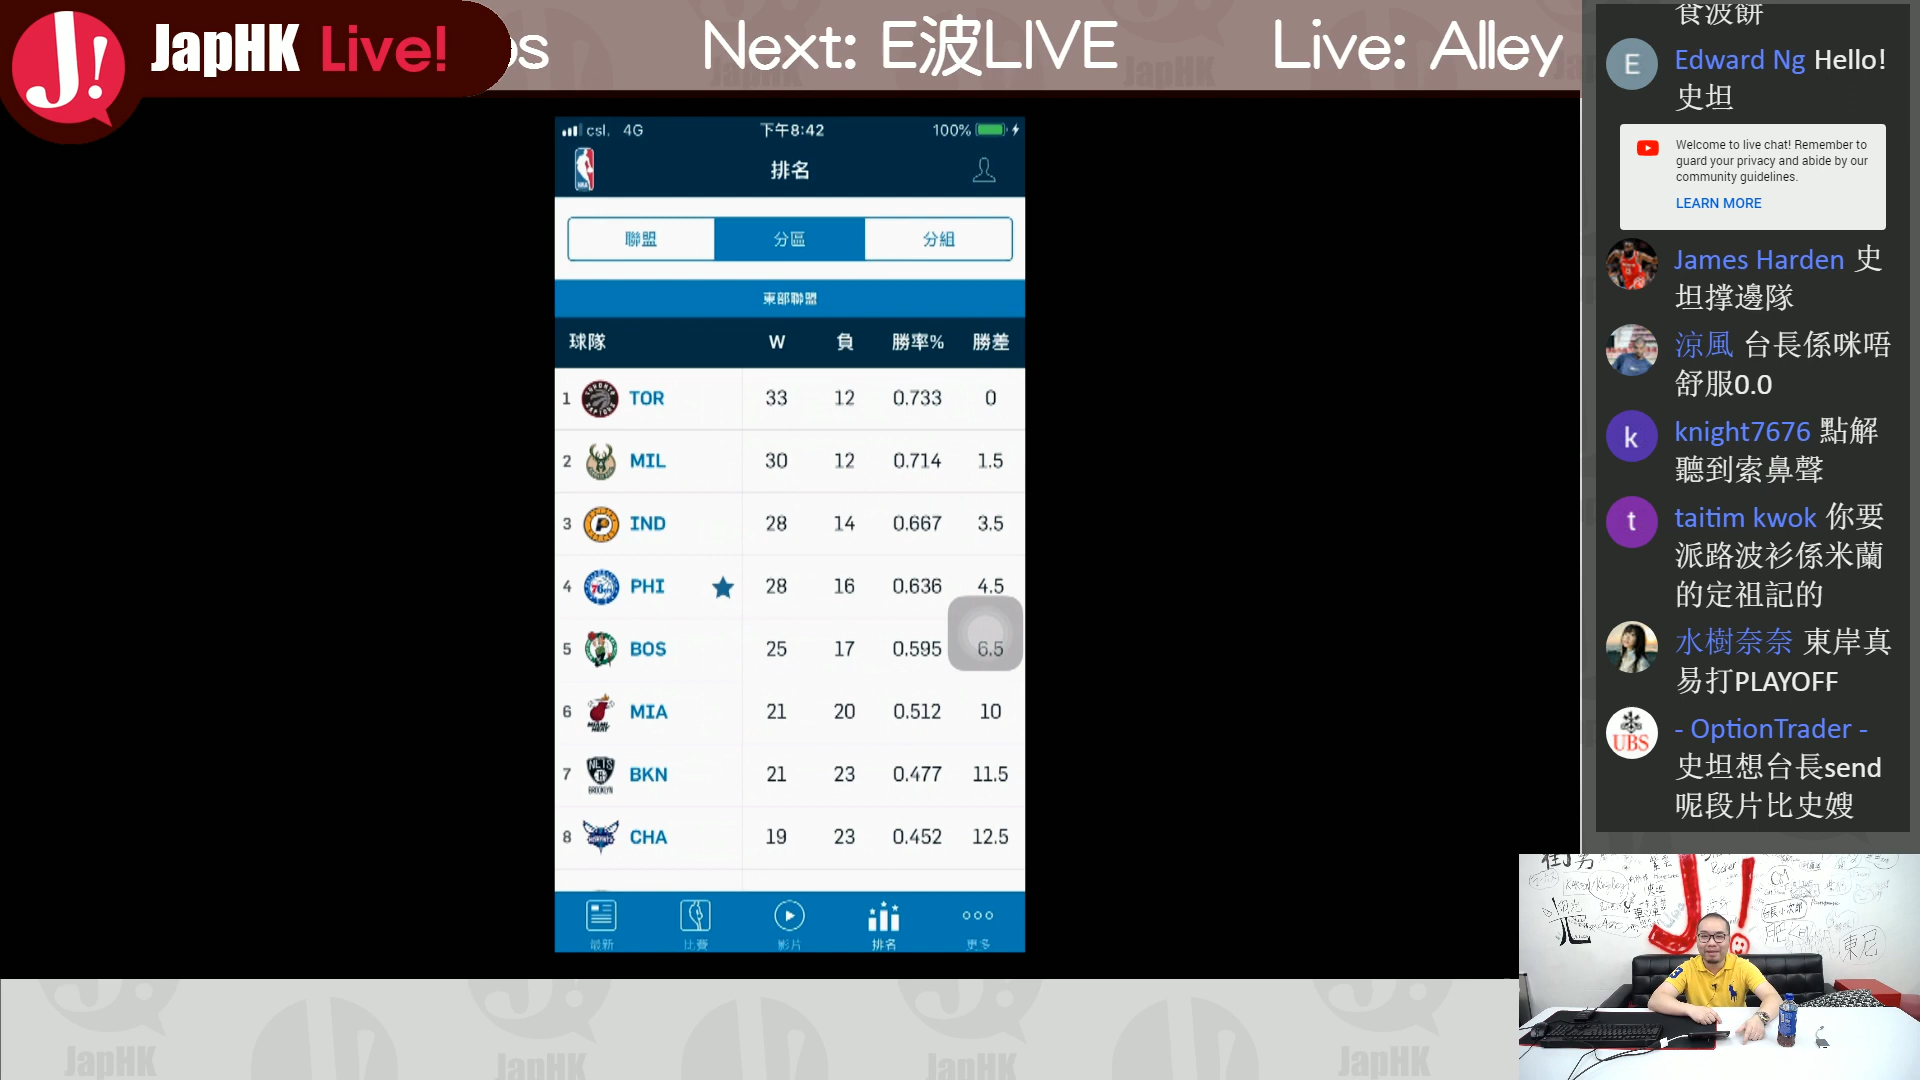 JapHK Live!
os
Next: E波LIVE
Live: Alley
csl. 4G
下午8:42
100%
排名
聯盟
分區
分組
東部聯盟
球隊 W 負 勝率% 勝差
1 TOR 33 12 0.733 0
2 MIL 30 12 0.714 1.5
3 IND 28 14 0.667 3.5
4 PHI 28 16 0.636 4.5
5 BOS 25 17 0.595 6.5
6 MIA 21 20 0.512 10
7 BKN 21 23 0.477 11.5
8 CHA 19 23 0.452 12.5
最新
比賽
影片
排名
更多
食波餅
E
Edward Ng Hello!
史坦
Welcome to live chat! Remember to
guard your privacy and abide by our
community guidelines.
LEARN MORE
James Harden 史
坦撐邊隊
涼風 台長係咪唔
舒服0.0
k
knight7676 點解
聽到索鼻聲
t
taitim kwok 你要
派路波衫係米蘭
的定祖記的
水樹奈奈 東岸真
易打PLAYOFF
UBS
- OptionTrader -
史坦想台長send
呢段片比史嫂
JapHK
JapHK
JapHK
JapHK
東尼